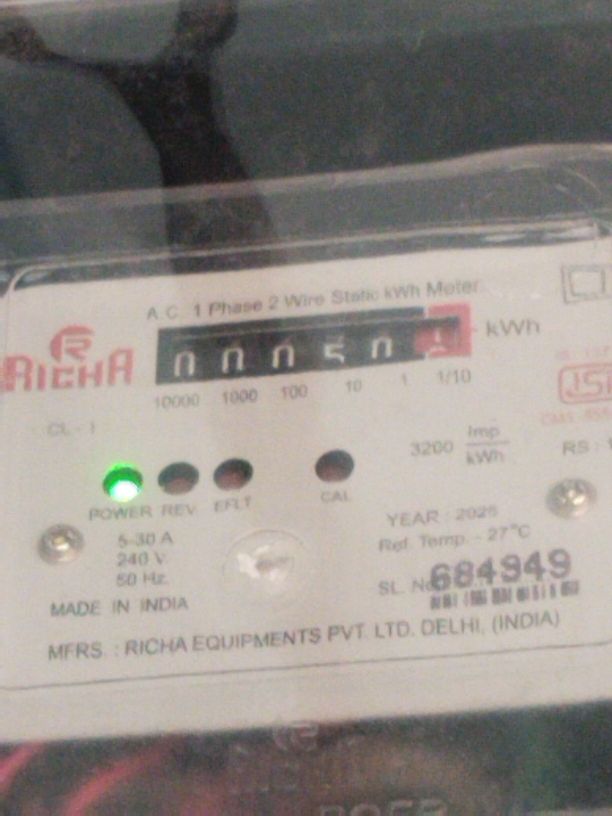 A.C. 1 Phase 2 Wire Static kWh Meter
R
RICHA
0 0 0 5 0
kWh
10000 1000 100 10 1 1/10
CL - I
3200 Imp/kWh
POWER REV. EFLT CAL
5-30 A
240 V.
50 Hz.
YEAR :
Ref. Temp. - 27°C
SL. No. 684949
MADE IN INDIA
MFRS. : RICHA EQUIPMENTS PVT. LTD. DELHI, (INDIA)